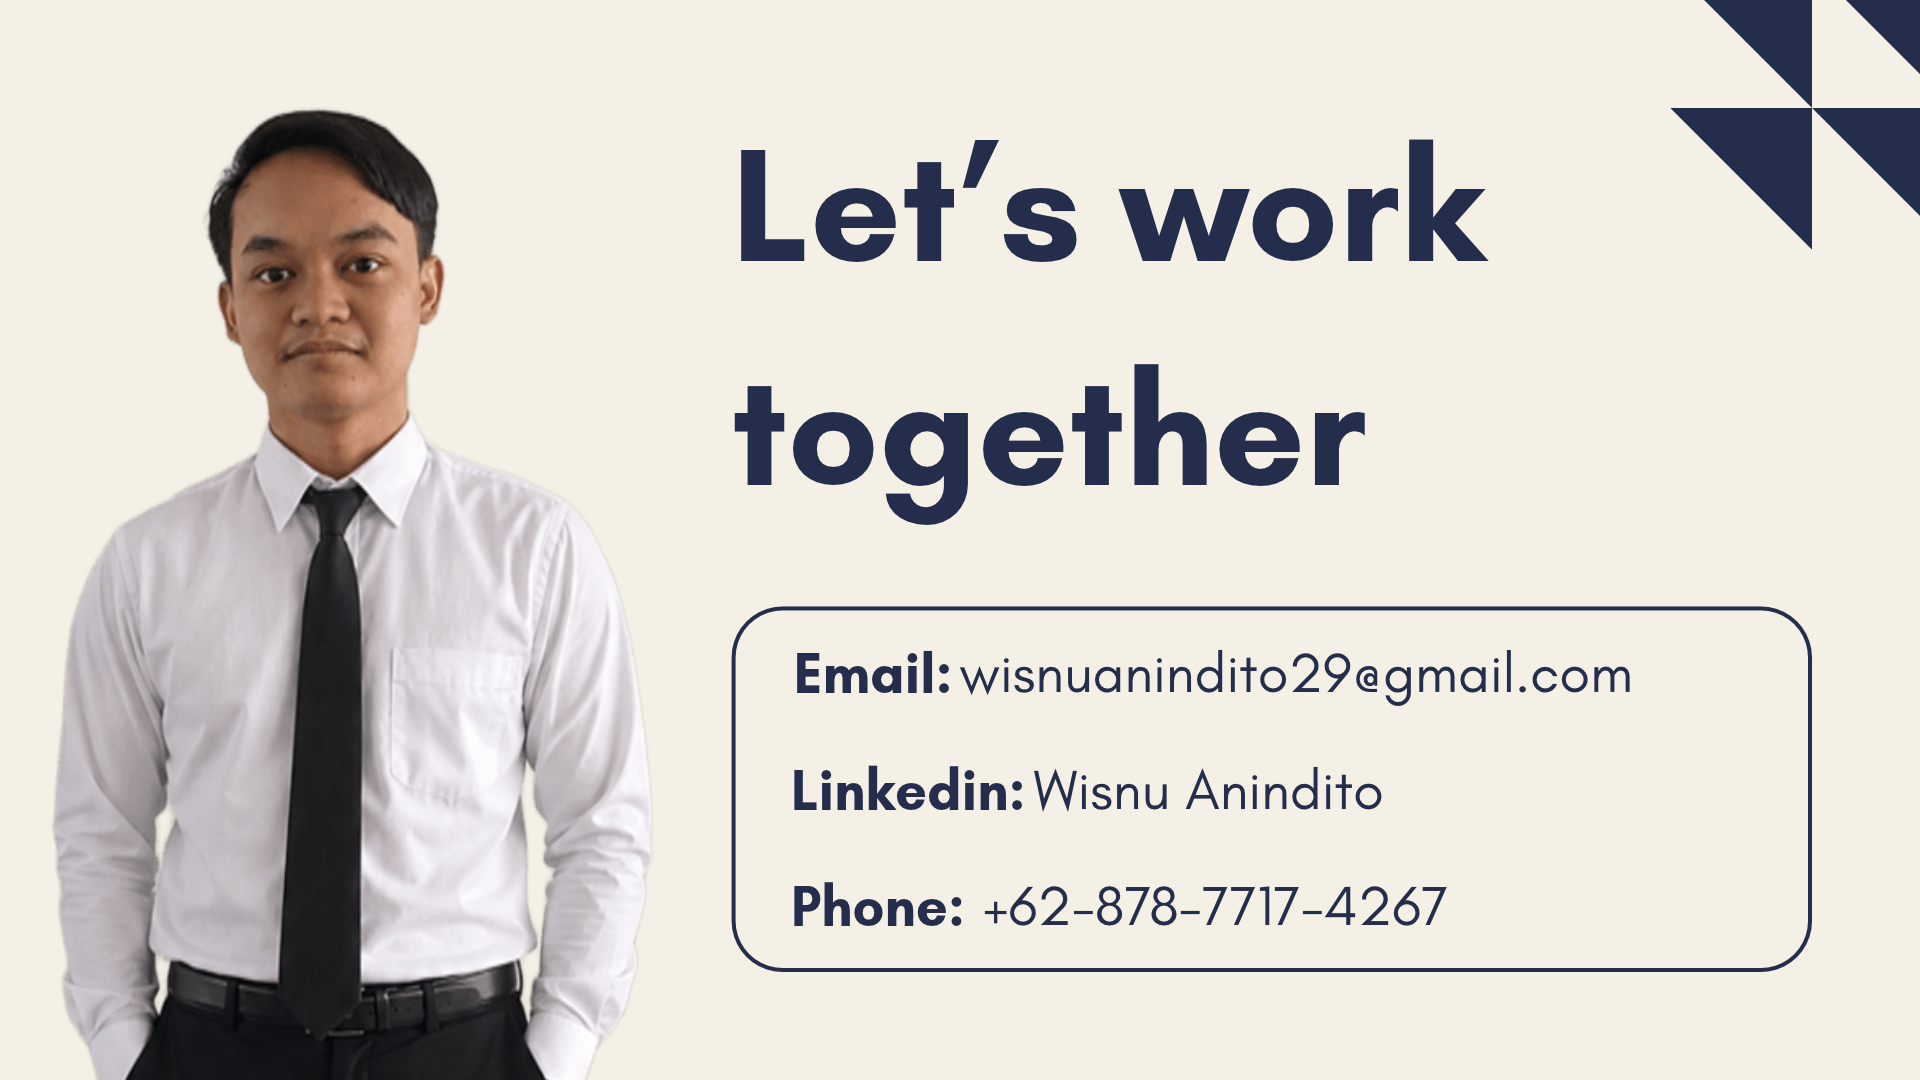 Let’s work
together
Email: wisnuanindito29@gmail.com
Linkedin: Wisnu Anindito
Phone: +62-878-7717-4267